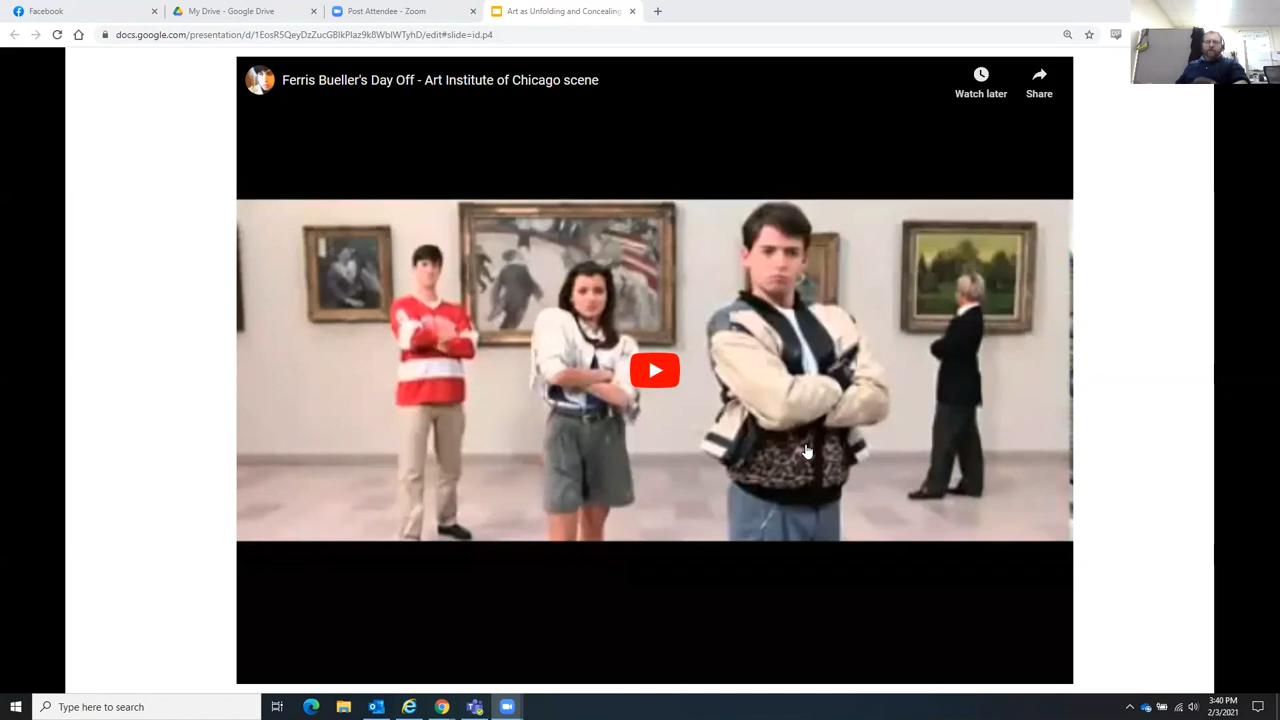 Facebook
My Drive - Google Drive
Post Attendee - Zoom
Art as Unfolding and Concealing
docs.google.com/presentation/d/1EosR5QeyDzZucGBlkPlaz9k8WbIWTyhD/edit#slide=id.p4
Ferris Bueller's Day Off - Art Institute of Chicago scene
Watch later
Share
Type here to search
3:40 PM
2/3/2021